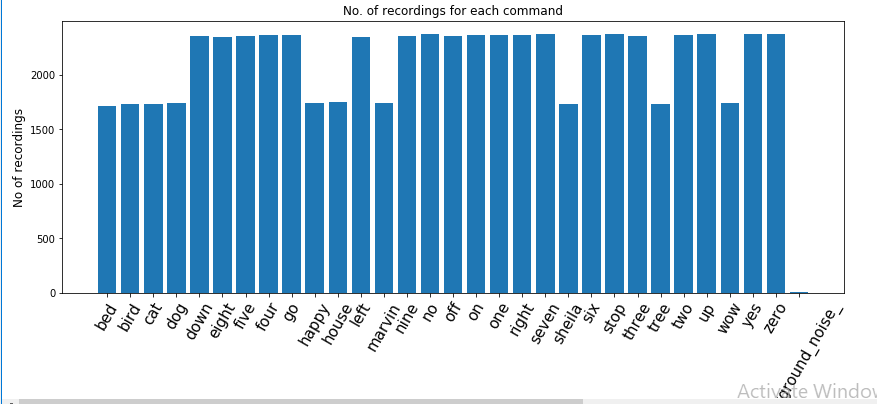 No. of recordings for each command
No of recordings
2000
1500
1000
500
0
bed
bird
cat
dog
down
eight
five
four
go
happy
house
left
marvin
nine
no
off
on
one
right
seven
sheila
six
stop
three
tree
two
up
wow
yes
zero
ground_noise_
Activate Window